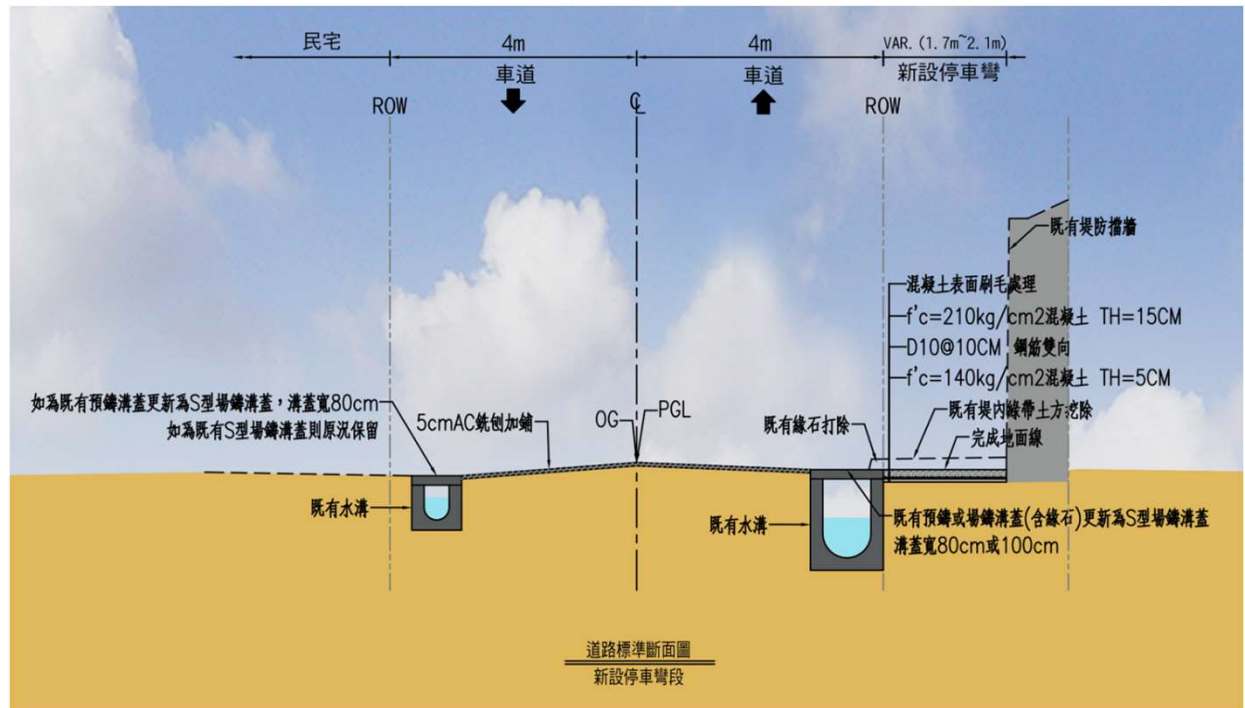 民宅
4m
4m
VAR. (1.7m~2.1m)
車道
車道
新設停車彎
ROW
℄
ROW
既有堤防擋牆
混凝土表面刷毛處理
f'c=210kg/cm2混凝土 TH=15CM
D10@10CM 鋼筋雙向
f'c=140kg/cm2混凝土 TH=5CM
如為既有預鑄溝蓋更新為S型場鑄溝蓋，溝蓋寬80cm
如為既有S型場鑄溝蓋則原況保留
5cmAC銑刨加鋪
OG
PGL
既有緣石打除
既有堤內綠帶土方挖除
完成地面線
既有水溝
既有水溝
既有預鑄或場鑄溝蓋(含緣石)更新為S型場鑄溝蓋
溝蓋寬80cm或100cm
道路標準斷面圖
新設停車彎段